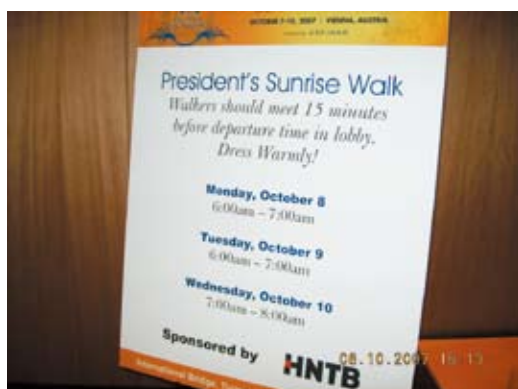 OCTOBER 7-10, 2007 | VIENNA, AUSTRIA
President's Sunrise Walk
Walkers should meet 15 minutes
before departure time in lobby.
Dress Warmly!
Monday, October 8
6:00am – 7:00am
Tuesday, October 9
6:00am – 7:00am
Wednesday, October 10
7:00am – 8:00am
Sponsored by HNTB
International Bridge,
08.10.2007 15:13